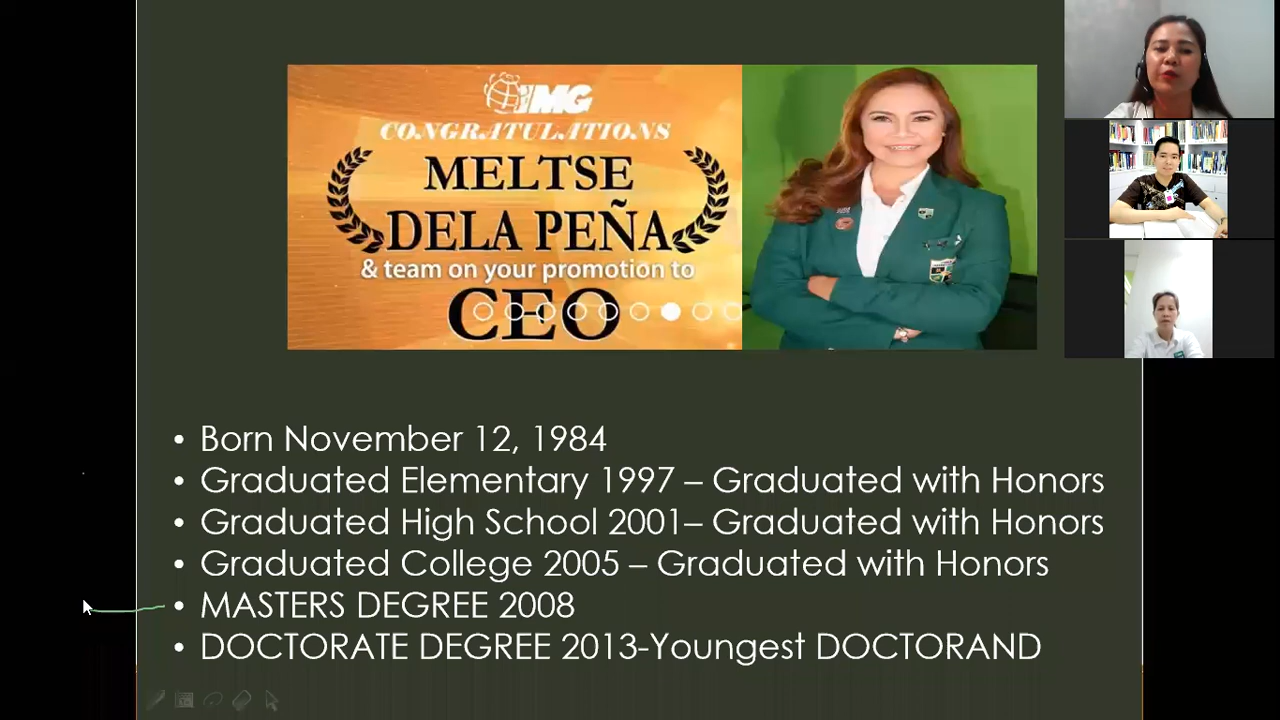 IMG
CONGRATULATIONS
MELTSE
DELA PEÑA
& team on your promotion to
CEO
• Born November 12, 1984
• Graduated Elementary 1997 – Graduated with Honors
• Graduated High School 2001– Graduated with Honors
• Graduated College 2005 – Graduated with Honors
• MASTERS DEGREE 2008
• DOCTORATE DEGREE 2013-Youngest DOCTORAND